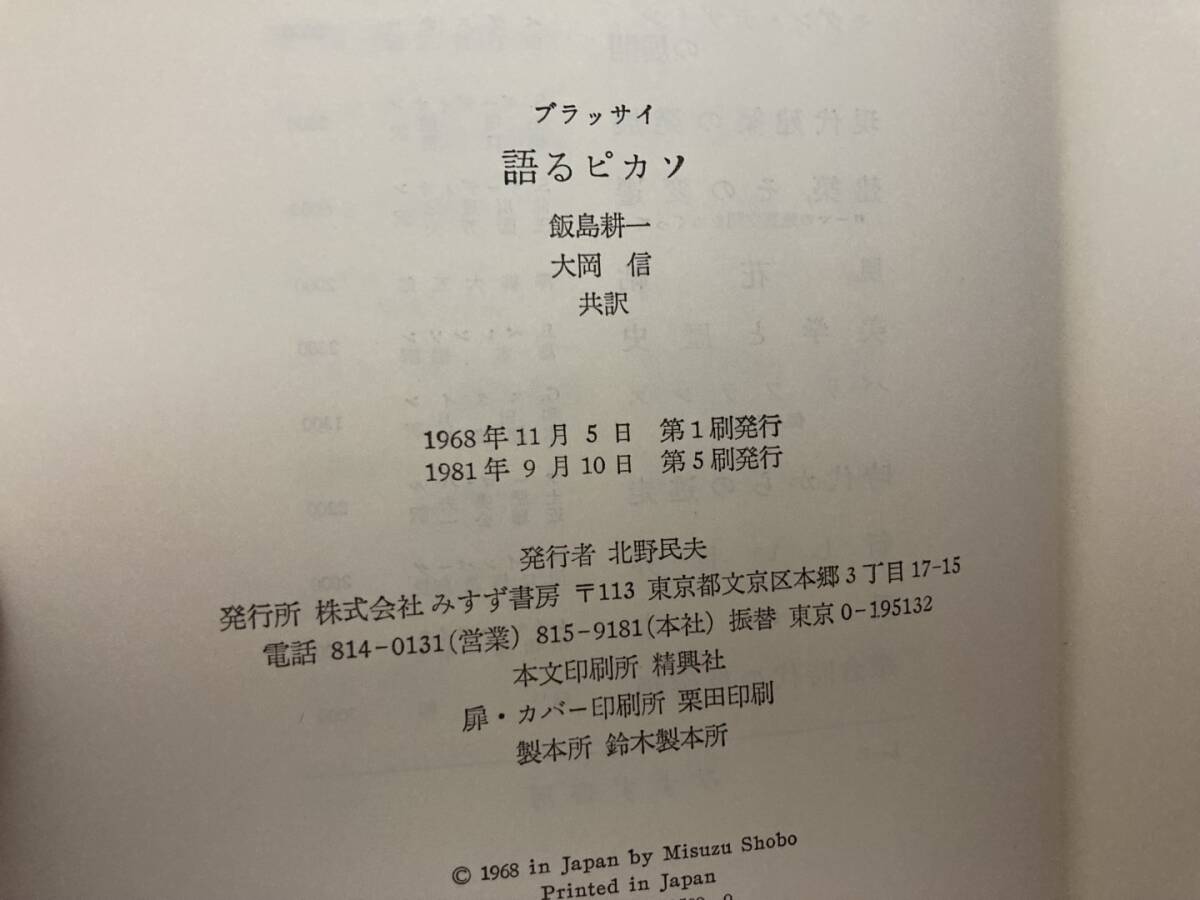 ブラッサイ
語るピカソ
飯島耕一
大岡 信
共訳
1968年11月5日 第1刷発行
1981年9月10日 第5刷発行
発行者 北野民夫
発行所 株式会社 みすず書房 〒113 東京都文京区本郷3丁目17-15
電話 814-0131(営業) 815-9181(本社) 振替 東京0-195132
本文印刷所 精興社
扉・カバー印刷所 栗田印刷
製本所 鈴木製本所
© 1968 in Japan by Misuzu Shobo
Printed in Japan